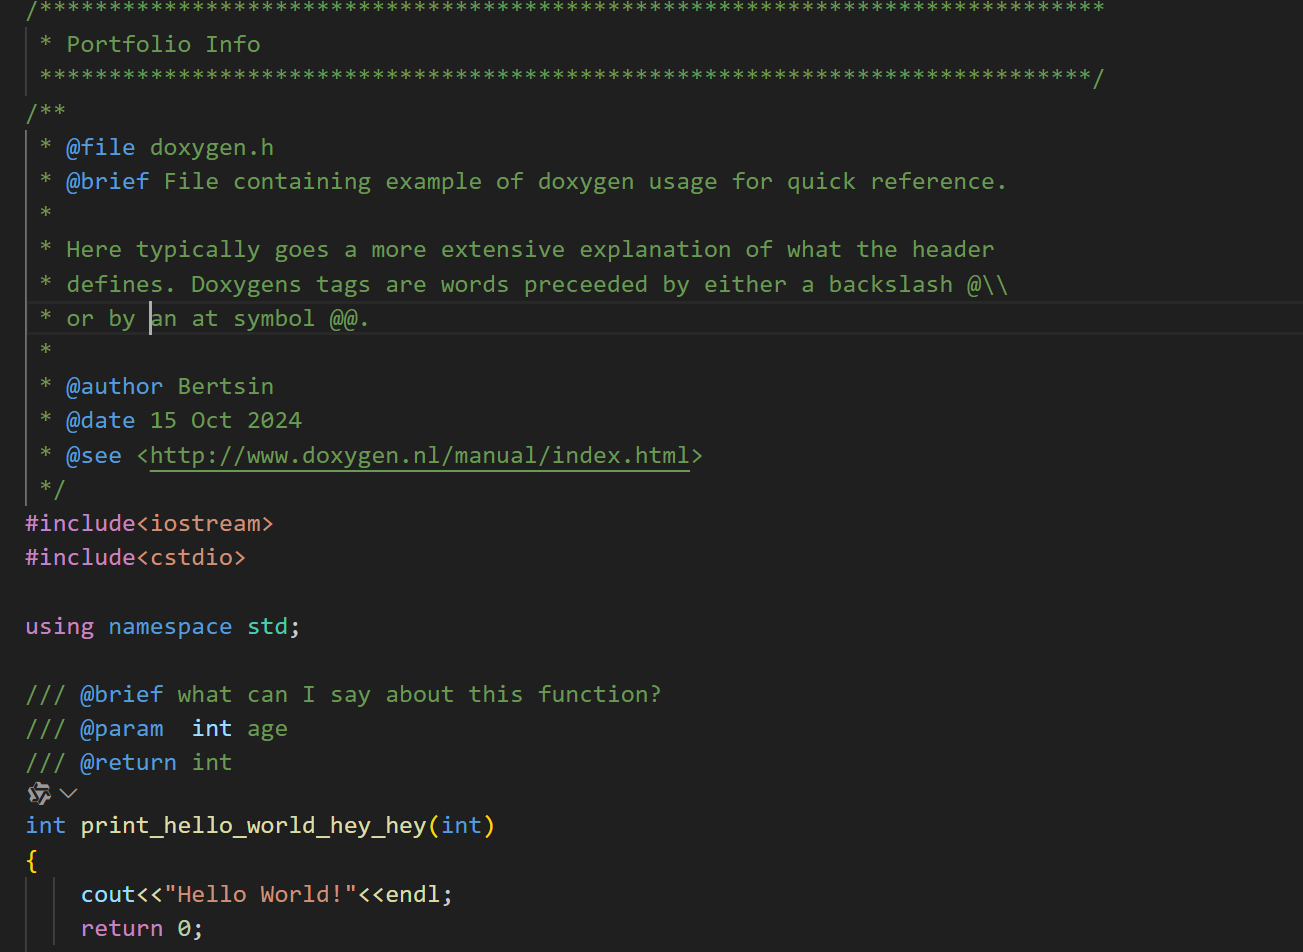 /*****************************************************************************
* Portfolio Info
****************************************************************************/
/**
* @file doxygen.h
* @brief File containing example of doxygen usage for quick reference.
*
* Here typically goes a more extensive explanation of what the header
* defines. Doxygens tags are words preceeded by either a backslash @\\
* or by an at symbol @@.
*
* @author Bertsin
* @date 15 Oct 2024
* @see <http://www.doxygen.nl/manual/index.html>
*/
#include<iostream>
#include<cstdio>
using namespace std;
/// @brief what can I say about this function?
/// @param  int age
/// @return int
int print_hello_world_hey_hey(int)
{
cout<<"Hello World!"<<endl;
return 0;